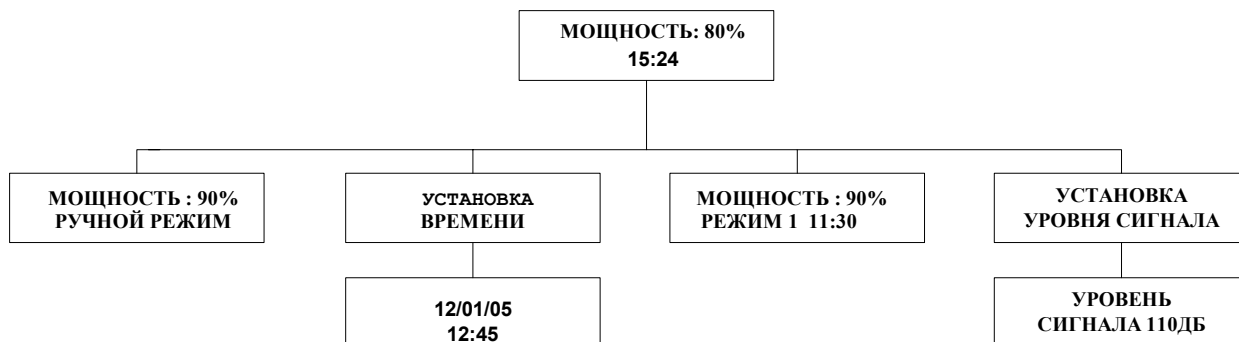 МОЩНОСТЬ: 80%
15:24
МОЩНОСТЬ : 90%
РУЧНОЙ РЕЖИМ
УСТАНОВКА
ВРЕМЕНИ
МОЩНОСТЬ : 90%
РЕЖИМ 1 11:30
УСТАНОВКА
УРОВНЯ СИГНАЛА
12/01/05
12:45
УРОВЕНЬ
СИГНАЛА 110ДБ